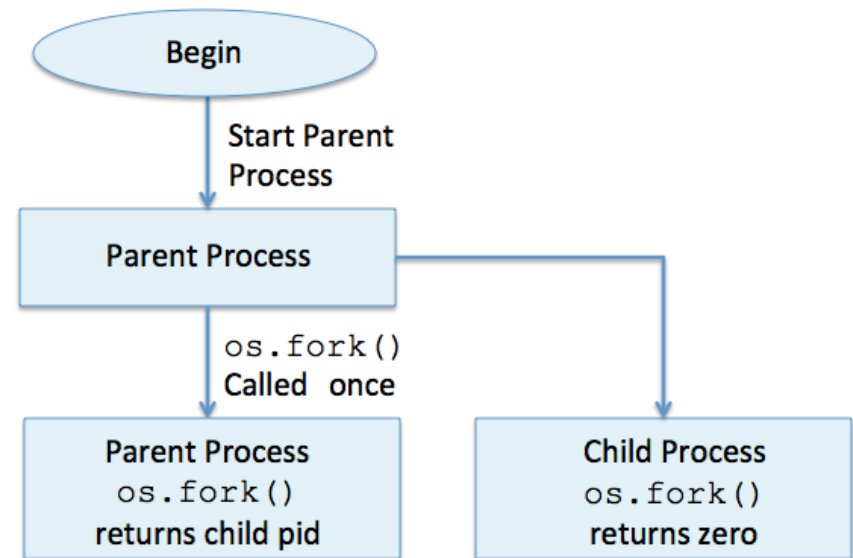 Begin
Start Parent
Process
Parent Process
os.fork()
Called once
Parent Process
os.fork()
returns child pid
Child Process
os.fork()
returns zero